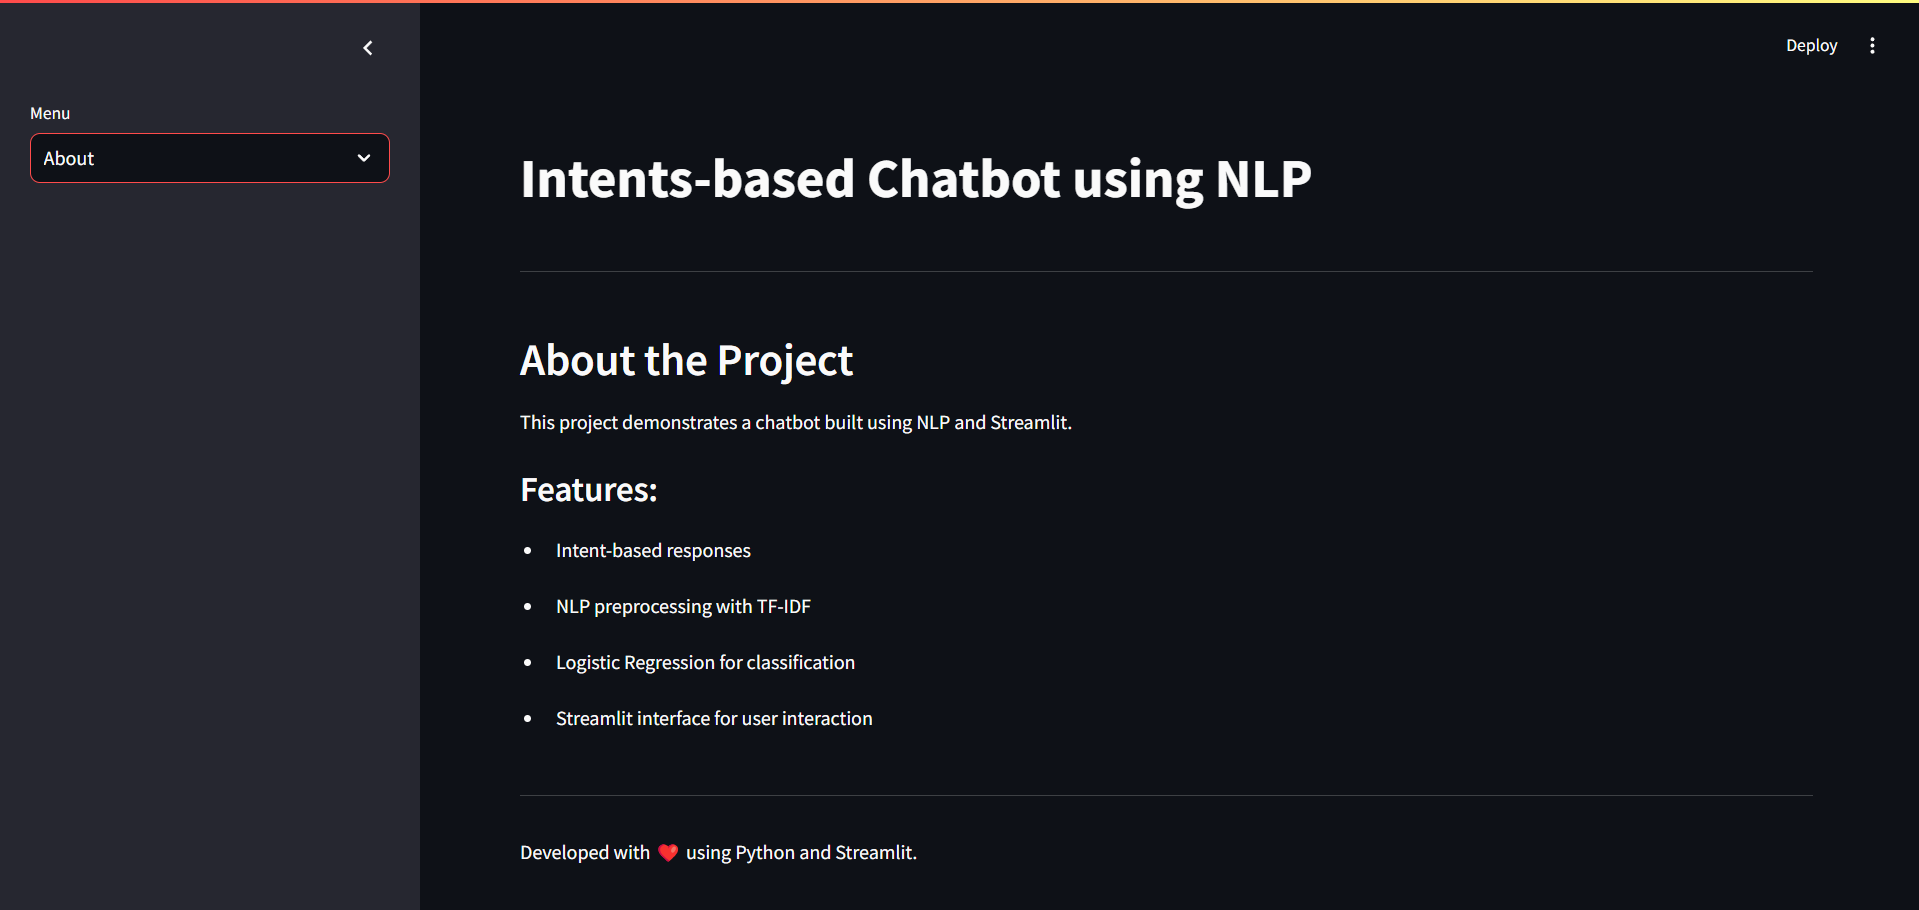 Deploy
Menu
About
Intents-based Chatbot using NLP
About the Project
This project demonstrates a chatbot built using NLP and Streamlit.
Features:
• Intent-based responses
• NLP preprocessing with TF-IDF
• Logistic Regression for classification
• Streamlit interface for user interaction
Developed with ❤️ using Python and Streamlit.